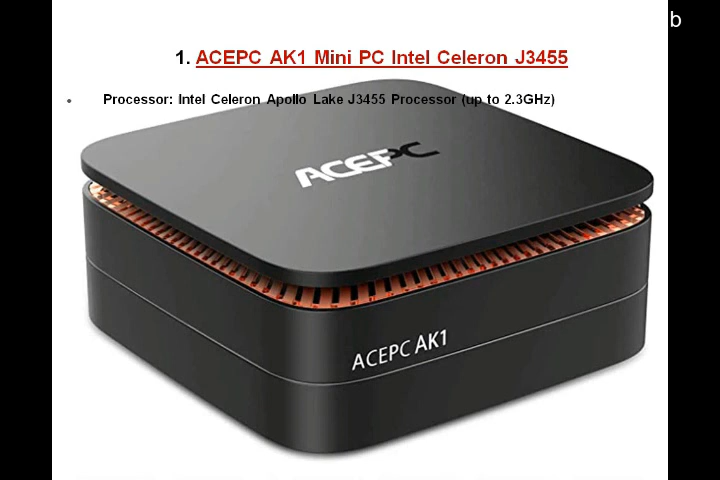 b
1. ACEPC AK1 Mini PC Intel Celeron J3455
• Processor: Intel Celeron Apollo Lake J3455 Processor (up to 2.3GHz)
ACEPC
ACEPC AK1